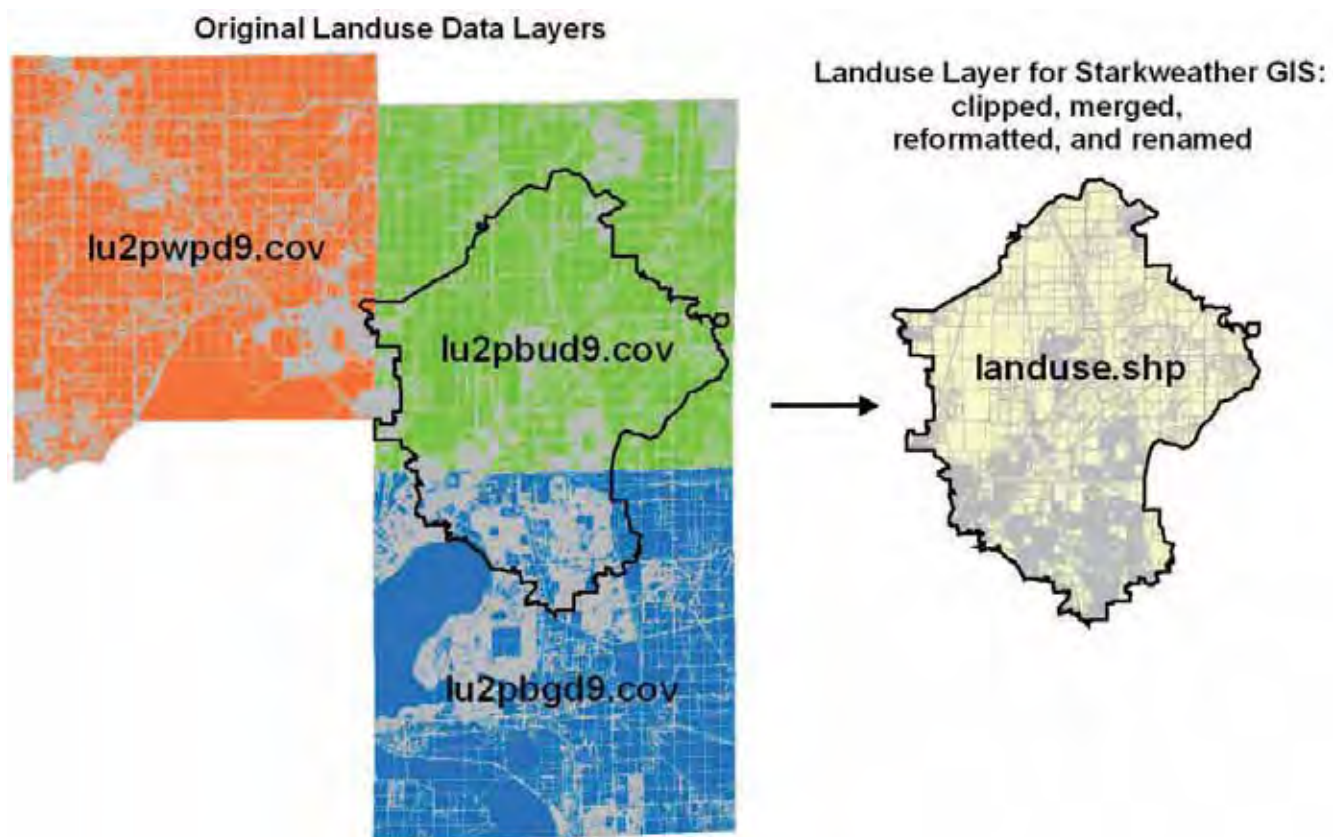 Original Landuse Data Layers
Landuse Layer for Starkweather GIS:
clipped, merged,
reformatted, and renamed
lu2pwpd9.cov
lu2pbud9.cov
landuse.shp
lu2pbgd9.cov